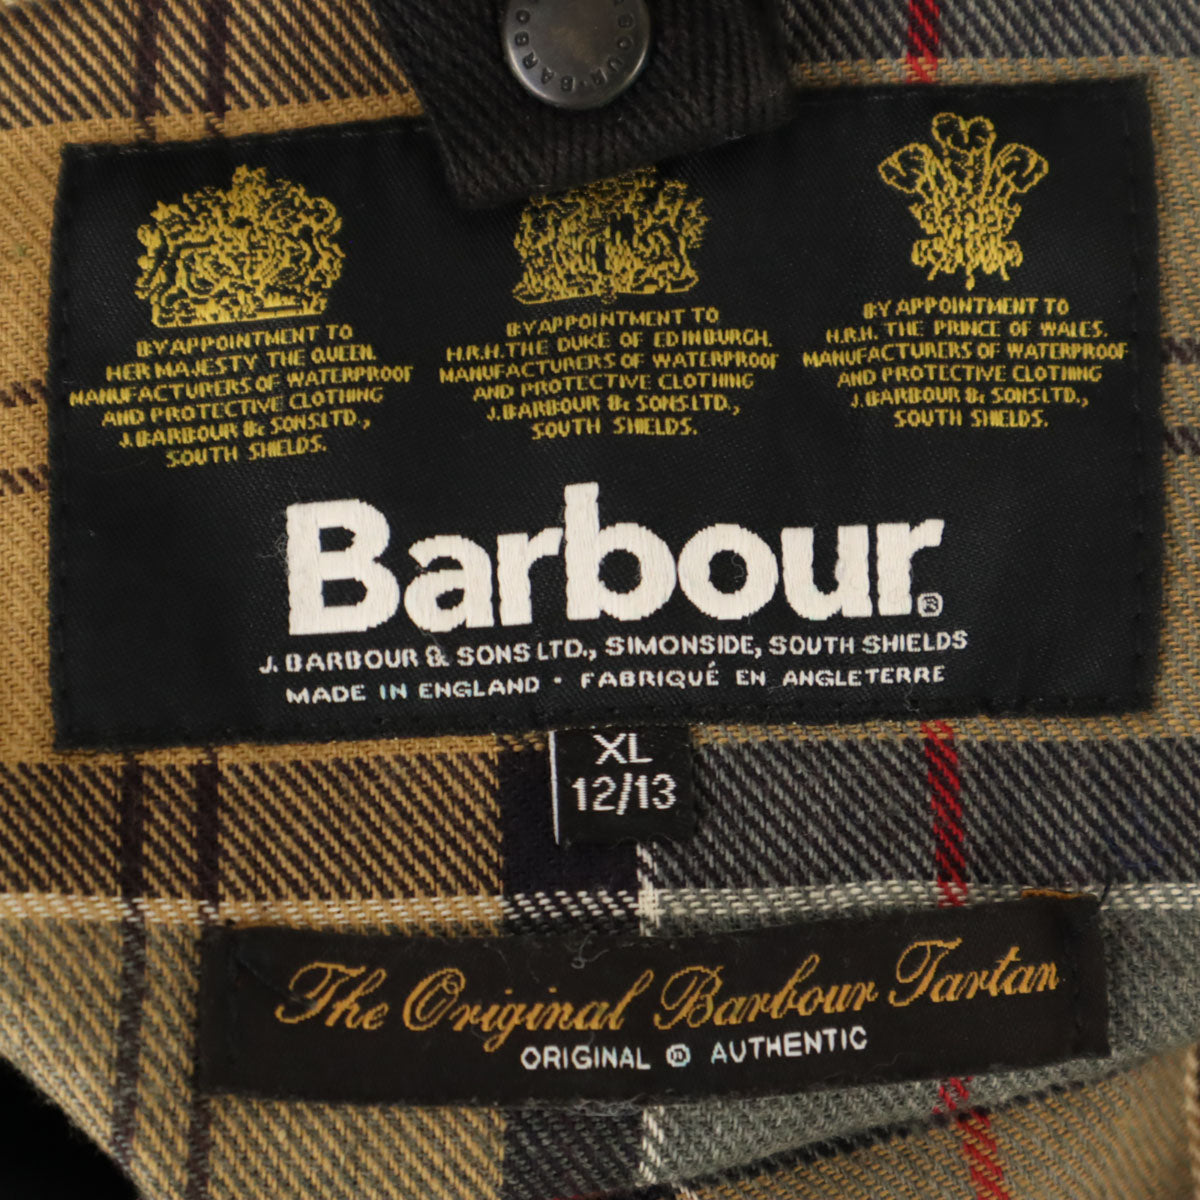 BARBOUR · BARBO
BY APPOINTMENT TO
HER MAJESTY THE QUEEN
MANUFACTURERS OF WATERPROOF
AND PROTECTIVE CLOTHING
J. BARBOUR & SONS LTD.,
SOUTH SHIELDS.
BY APPOINTMENT TO
H.R.H. THE DUKE OF EDINBURGH.
MANUFACTURERS OF WATERPROOF
AND PROTECTIVE CLOTHING
J. BARBOUR & SONS LTD.,
SOUTH SHIELDS.
BY APPOINTMENT TO
H.R.H. THE PRINCE OF WALES.
MANUFACTURERS OF WATERPROOF
AND PROTECTIVE CLOTHING
J. BARBOUR & SONS LTD.,
SOUTH SHIELDS.
Barbour®
J. BARBOUR & SONS LTD., SIMONSIDE, SOUTH SHIELDS
MADE IN ENGLAND · FABRIQUÉ EN ANGLETERRE
XL
12/13
The Original Barbour Tartan
ORIGINAL AUTHENTIC